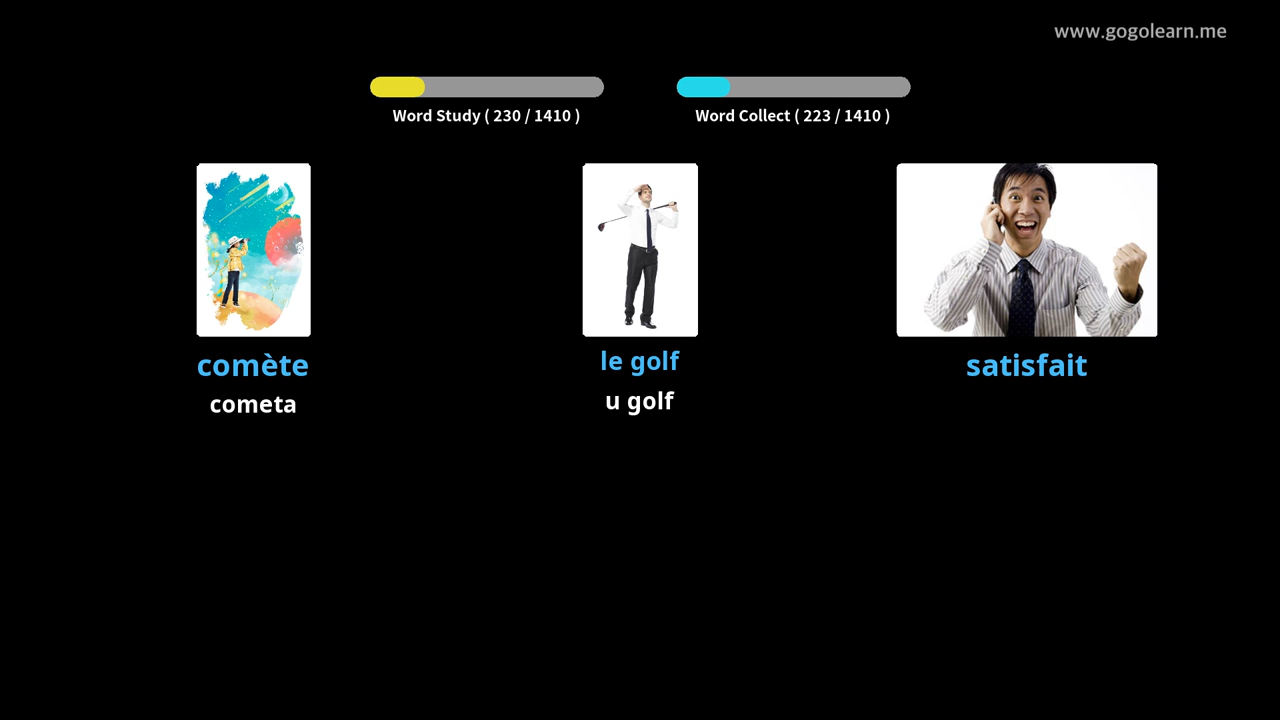 www.gogolearn.me
Word Study ( 230 / 1410 )
Word Collect ( 223 / 1410 )
comète
cometa
le golf
u golf
satisfait